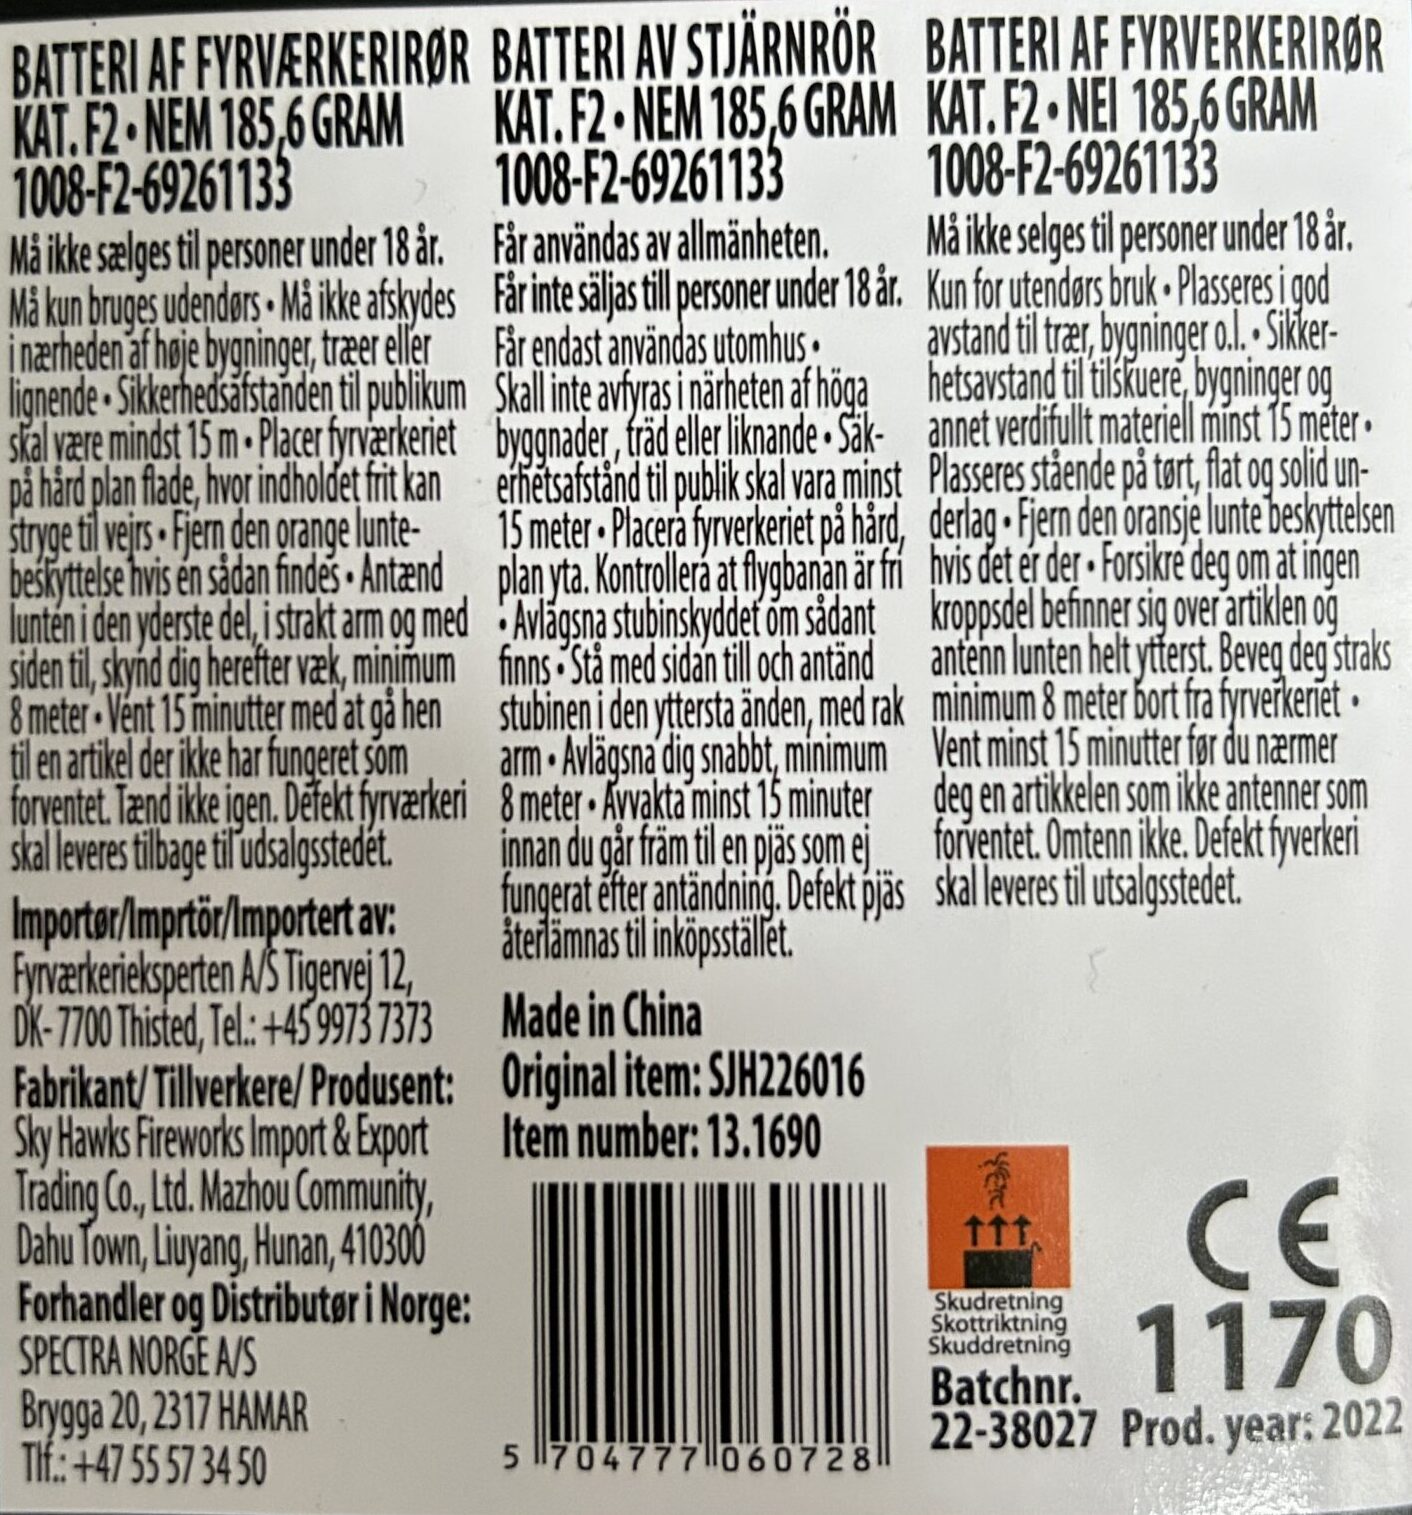 BATTERI AF FYRVÆRKERIRØR
KAT. F2 • NEM 185,6 GRAM
1008-F2-69261133
Må ikke sælges til personer under 18 år.
Må kun bruges udendørs • Må ikke afskydes
i nærheden af høje bygninger, træer eller
lignende • Sikkerhedsafstanden til publikum
skal være mindst 15 m • Placer fyrværkeriet
på hård plan flade, hvor indholdet frit kan
stryge til vejrs • Fjern den orange lunte-
beskyttelse hvis en sådan findes • Antænd
lunten i den yderste del, i strakt arm og med
siden til, skynd dig herefter væk, minimum
8 meter • Vent 15 minutter med at gå hen
til en artikel der ikke har fungeret som
forventet. Tænd ikke igen. Defekt fyrværkeri
skal leveres tilbage til udsalgsstedet.
Importør/Imprtör/Importert av:
Fyrværkerieksperten A/S Tigervej 12,
DK- 7700 Thisted, Tel.: +45 9973 7373
Fabrikant/ Tillverkere/ Produsent:
Sky Hawks Fireworks Import & Export
Trading Co., Ltd. Mazhou Community,
Dahu Town, Liuyang, Hunan, 410300
Forhandler og Distributør i Norge:
SPECTRA NORGE A/S
Brygga 20, 2317 HAMAR
Tlf.: +47 55 57 34 50
BATTERI AV STJÄRNRÖR
KAT. F2 • NEM 185,6 GRAM
1008-F2-69261133
Får användas av allmänheten.
Får inte säljas till personer under 18 år.
Får endast användas utomhus •
Skall inte avfyras i närheten af höga
byggnader , träd eller liknande • Säk-
erhetsafstånd til publik skal vara minst
15 meter • Placera fyrverkeriet på hård,
plan yta. Kontrollera at flygbanan är fri
• Avlägsna stubinskyddet om sådant
finns • Stå med sidan till och antänd
stubinen i den yttersta änden, med rak
arm • Avlägsna dig snabbt, minimum
8 meter • Avvakta minst 15 minuter
innan du går främ til en pjäs som ej
fungerat efter antändning. Defekt pjäs
återlämnas til inköpsstället.
Made in China
Original item: SJH226016
Item number: 13.1690
5 704777 060728
BATTERI AF FYRVERKERIRØR
KAT. F2 • NEI 185,6 GRAM
1008-F2-69261133
Må ikke selges til personer under 18 år.
Kun for utendørs bruk • Plasseres i god
avstand til trær, bygninger o.l. • Sikker-
hetsavstand til tilskuere, bygninger og
annet verdifullt materiell minst 15 meter •
Plasseres stående på tørt, flat og solid un-
derlag • Fjern den oransje lunte beskyttelsen
hvis det er der • Forsikre deg om at ingen
kroppsdel befinner sig over artiklen og
antenn lunten helt ytterst. Beveg deg straks
minimum 8 meter bort fra fyrverkeriet •
Vent minst 15 minutter før du nærmer
deg en artikkelen som ikke antenner som
forventet. Omtenn ikke. Defekt fyverkeri
skal leveres til utsalgsstedet.
Skudretning
Skottriktning
Skuddretning
Batchnr.
22-38027
CE
1170
Prod. year: 2022